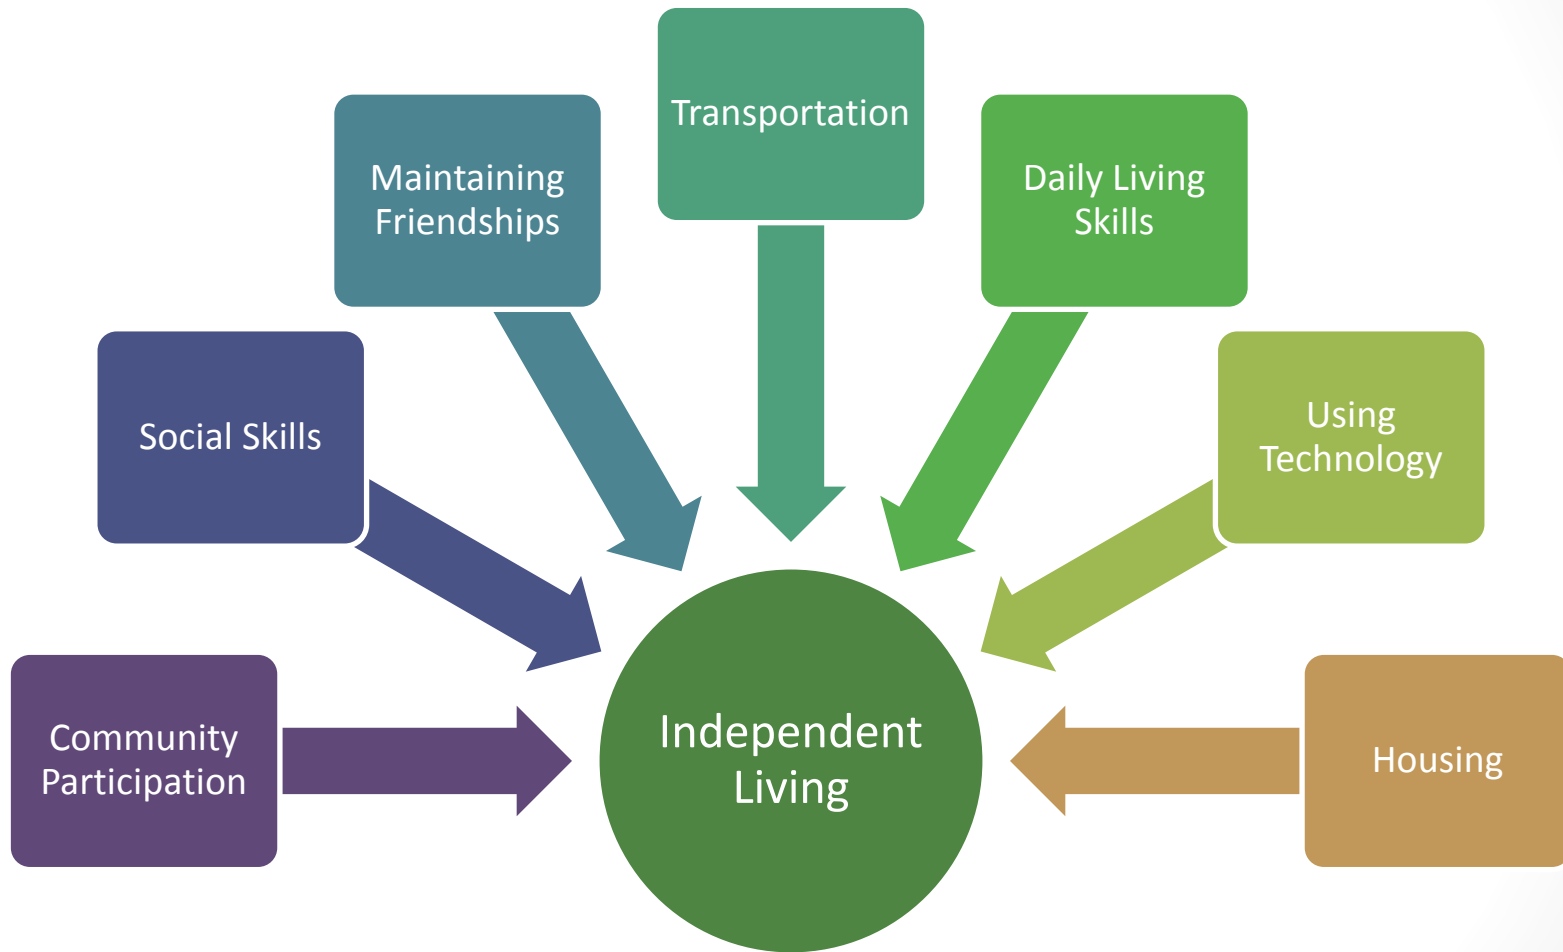 Transportation
Maintaining
Friendships
Daily Living
Skills
Social Skills
Using
Technology
Community
Participation
Independent
Living
Housing